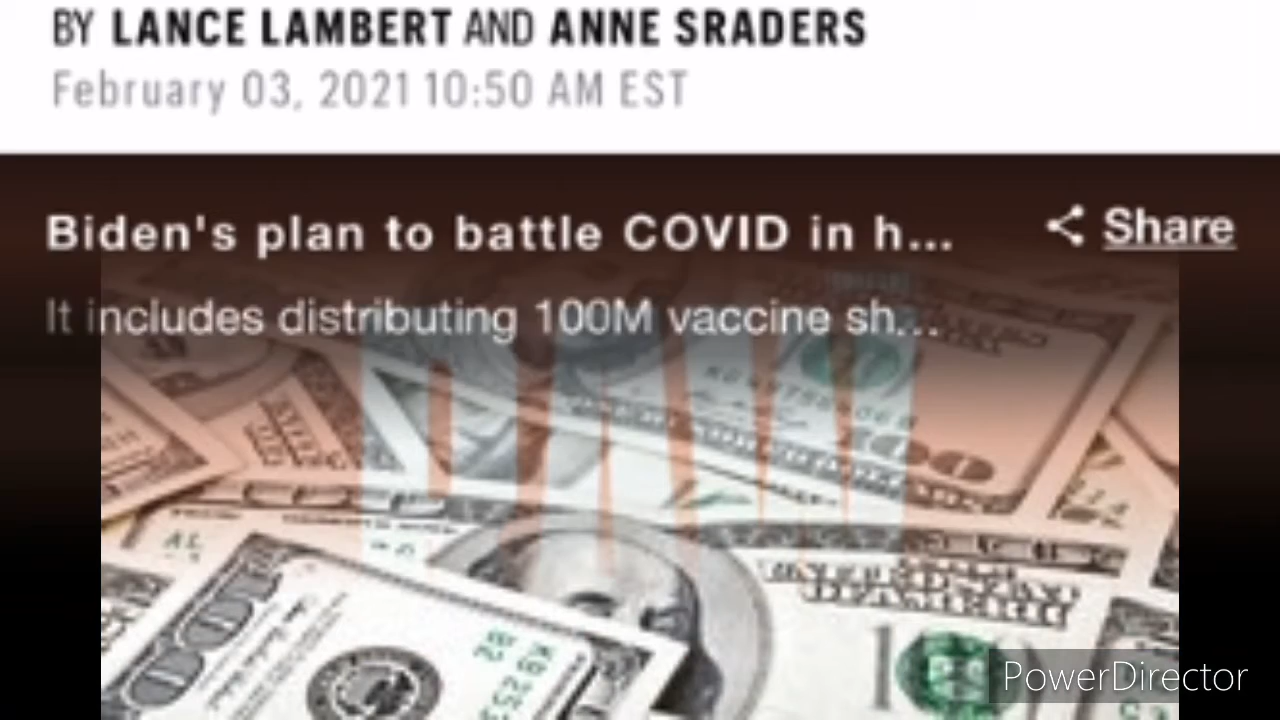 BY LANCE LAMBERT AND ANNE SRADERS
February 03, 2021 10:50 AM EST
Biden's plan to battle COVID in h...
Share
It includes distributing 100M vaccine sh...
PowerDirector